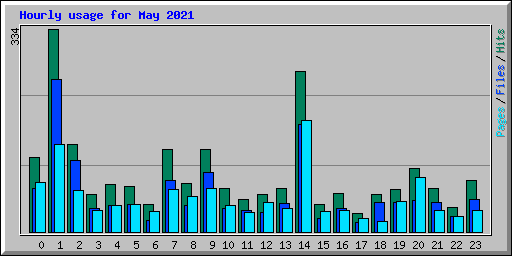 Hourly usage for May 2021
334
Pages/Files/Hits
0 1 2 3 4 5 6 7 8 9 10 11 12 13 14 15 16 17 18 19 20 21 22 23